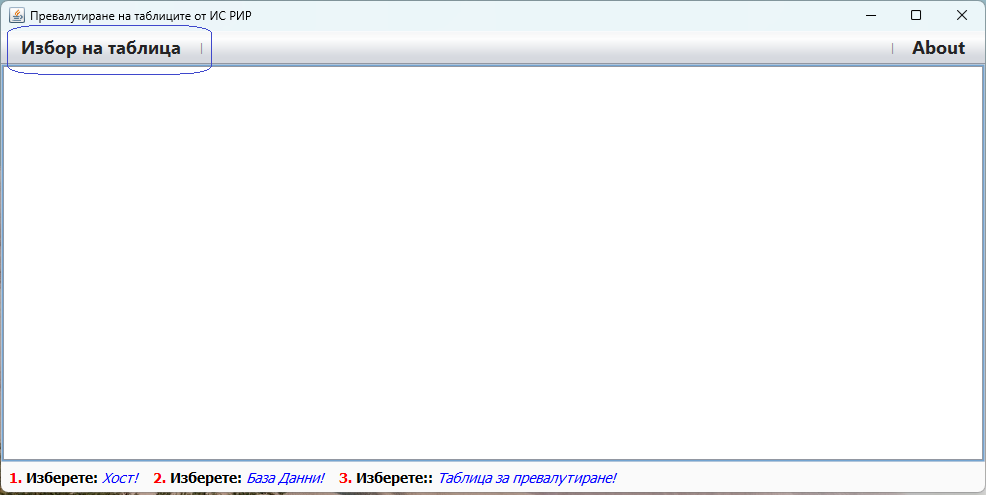 Превалутиране на таблиците от ИС РИР
Избор на таблица | | About
1. Изберете: Хост! 2. Изберете: База Данни! 3. Изберете:: Таблица за превалутиране!